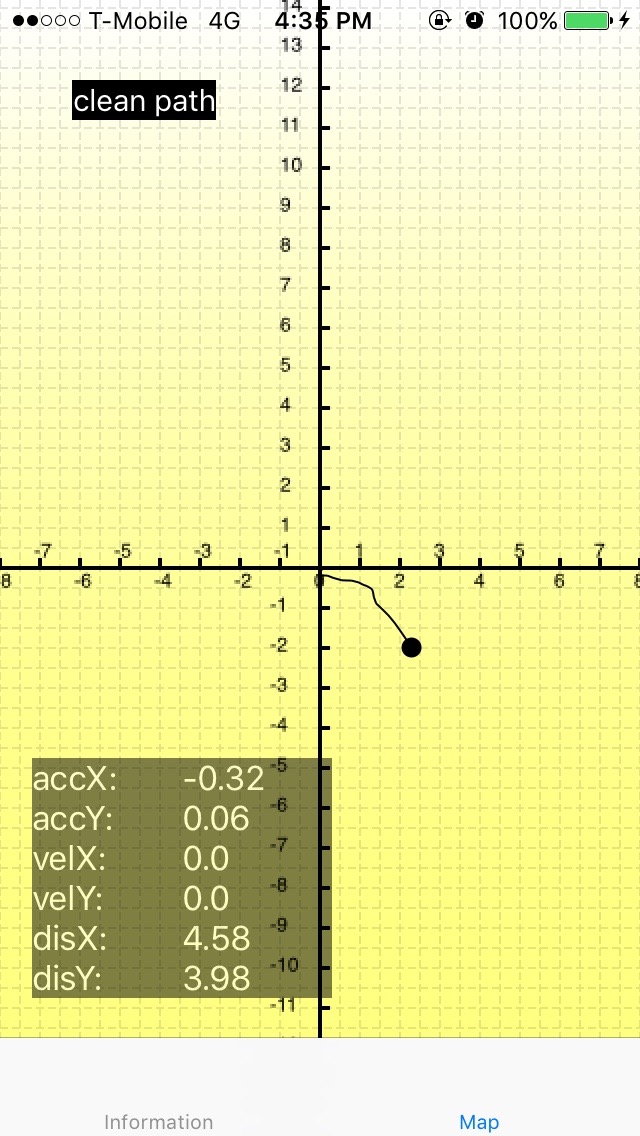 T-Mobile 4G 4:35 PM 100%
14
13
clean path
12
11
10
9
8
7
6
5
4
3
2
1
-7 -5 -3 -1 1 3 5 7
-8 -6 -4 -2 0 2 4 6 8
-1
-2
-3
-4
-5
accX: -0.32
-6
accY: 0.06
-7
velX: 0.0
-8
velY: 0.0
-9
disX: 4.58
-10
disY: 3.98
-11
Information Map